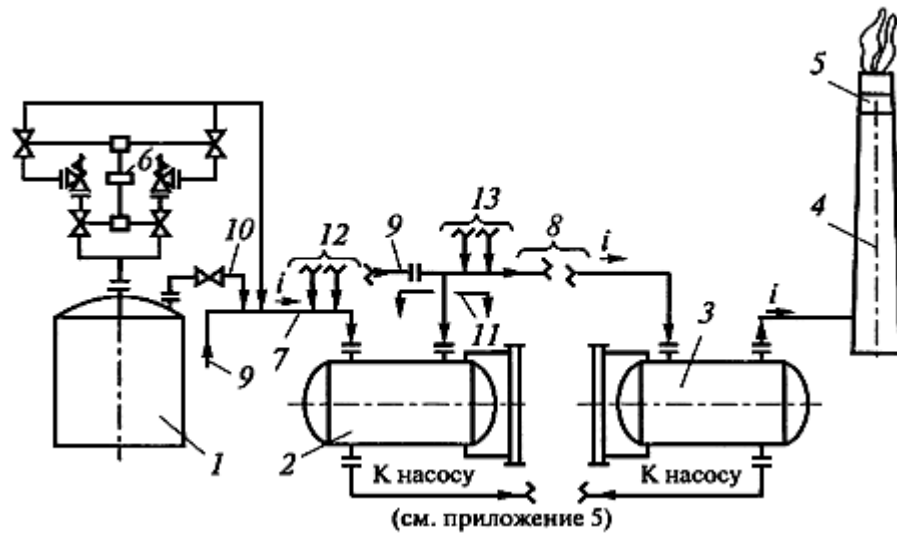 5
6
13
8
i
4
10
12
9
i
i
3
7
11
9
1
2
К насосу
К насосу
(см. приложение 5)